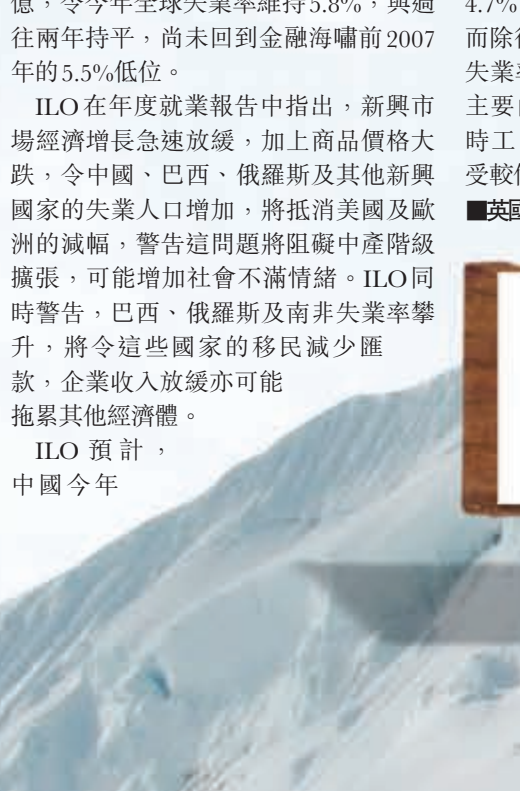 億，令今年全球失業率維持5.8%，與過
往兩年持平，尚未回到金融海嘯前2007
年的5.5%低位。
ILO在年度就業報告中指出，新興市
場經濟增長急速放緩，加上商品價格大
跌，令中國、巴西、俄羅斯及其他新興
國家的失業人口增加，將抵消美國及歐
洲的減幅，警告這問題將阻礙中產階級
擴張，可能增加社會不滿情緒。ILO同
時警告，巴西、俄羅斯及南非失業率攀
升，將令這些國家的移民減少匯
款，企業收入放緩亦可能
拖累其他經濟體。
ILO預計，
中國今年
4.7%
而除
失業
主要
時工
受較
■英國